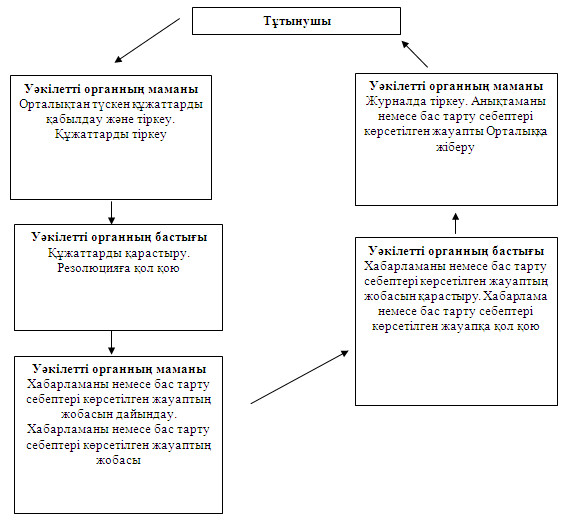 Тұтынушы
Уәкілетті органның маманы
Орталықтан түскен құжаттарды
қабылдау және тіркеу.
Құжаттарды тіркеу
Уәкілетті органның бастығы
Құжаттарды қарастыру.
Резолюцияға қол қою
Уәкілетті органның маманы
Хабарламаны немесе бас тарту
себептері көрсетілген жауаптың
жобасын дайындау.
Хабарламаны немесе бас тарту
себептері көрсетілген жауаптың
жобасы
Уәкілетті органның бастығы
Хабарламаны немесе бас тарту
себептері көрсетілген жауаптың
жобасын қарастыру. Хабарлама
немесе бас тарту себептері
көрсетілген жауапқа қол қою
Уәкілетті органның маманы
Журналда тіркеу. Анықтаманы
немесе бас тарту себептері
көрсетілген жауапты Орталыққа
жіберу